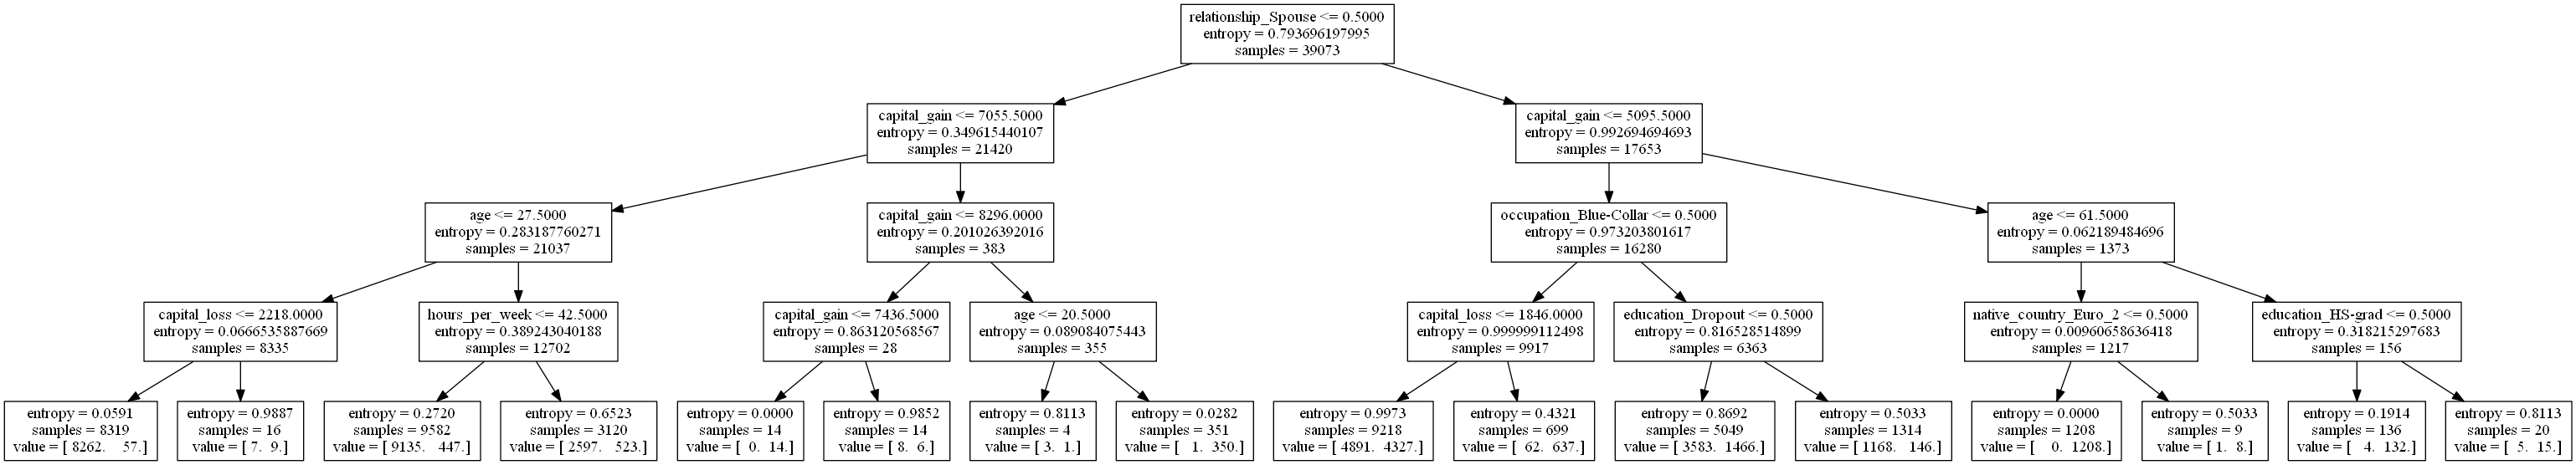 relationship_Spouse <= 0.5000
entropy = 0.793696197995
samples = 39073
capital_gain <= 7055.5000
entropy = 0.349615440107
samples = 21420
capital_gain <= 5095.5000
entropy = 0.992694694693
samples = 17653
age <= 27.5000
entropy = 0.283187760271
samples = 21037
capital_gain <= 8296.0000
entropy = 0.201026392016
samples = 383
occupation_Blue-Collar <= 0.5000
entropy = 0.973203801617
samples = 16280
age <= 61.5000
entropy = 0.062189484696
samples = 1373
capital_loss <= 2218.0000
entropy = 0.0666535887669
samples = 8335
hours_per_week <= 42.5000
entropy = 0.389243040188
samples = 12702
capital_gain <= 7436.5000
entropy = 0.863120568567
samples = 28
age <= 20.5000
entropy = 0.089084075443
samples = 355
capital_loss <= 1846.0000
entropy = 0.999999112498
samples = 9917
education_Dropout <= 0.5000
entropy = 0.816528514899
samples = 6363
native_country_Euro_2 <= 0.5000
entropy = 0.00960658636418
samples = 1217
education_HS-grad <= 0.5000
entropy = 0.318215297683
samples = 156
entropy = 0.0591
samples = 8319
value = [ 8262. 57.]
entropy = 0.9887
samples = 16
value = [ 7. 9.]
entropy = 0.2720
samples = 9582
value = [ 9135. 447.]
entropy = 0.6523
samples = 3120
value = [ 2597. 523.]
entropy = 0.0000
samples = 14
value = [ 0. 14.]
entropy = 0.9852
samples = 14
value = [ 8. 6.]
entropy = 0.8113
samples = 4
value = [ 3. 1.]
entropy = 0.0282
samples = 351
value = [ 1. 350.]
entropy = 0.9973
samples = 9218
value = [ 4891. 4327.]
entropy = 0.4321
samples = 699
value = [ 62. 637.]
entropy = 0.8692
samples = 5049
value = [ 3583. 1466.]
entropy = 0.5033
samples = 1314
value = [ 1168. 146.]
entropy = 0.0000
samples = 1208
value = [ 0. 1208.]
entropy = 0.5033
samples = 9
value = [ 1. 8.]
entropy = 0.1914
samples = 136
value = [ 4. 132.]
entropy = 0.8113
samples = 20
value = [ 5. 15.]